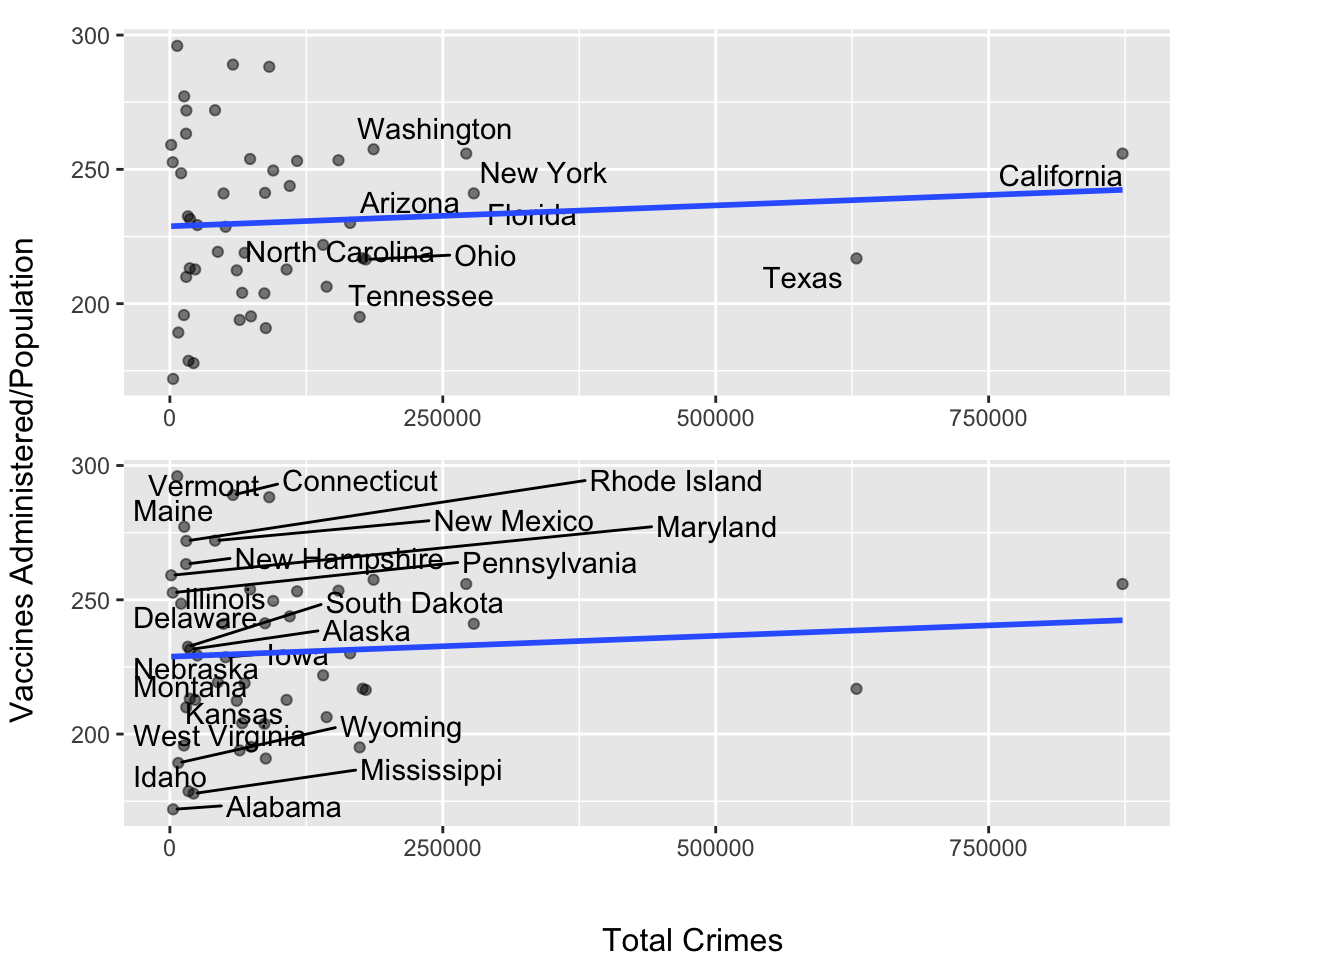 Vaccines Administered/Population
300
250
200
Washington
New York
California
Arizona
Florida
North Carolina
Ohio
Texas
Tennessee
0 250000 500000 750000
300
250
200
Vermont
Connecticut
Rhode Island
Maine
New Mexico
Maryland
New Hampshire
Pennsylvania
Illinois
South Dakota
Delaware
Alaska
Iowa
Nebraska
Montana
Kansas
Wyoming
West Virginia
Mississippi
Idaho
Alabama
0 250000 500000 750000
Total Crimes